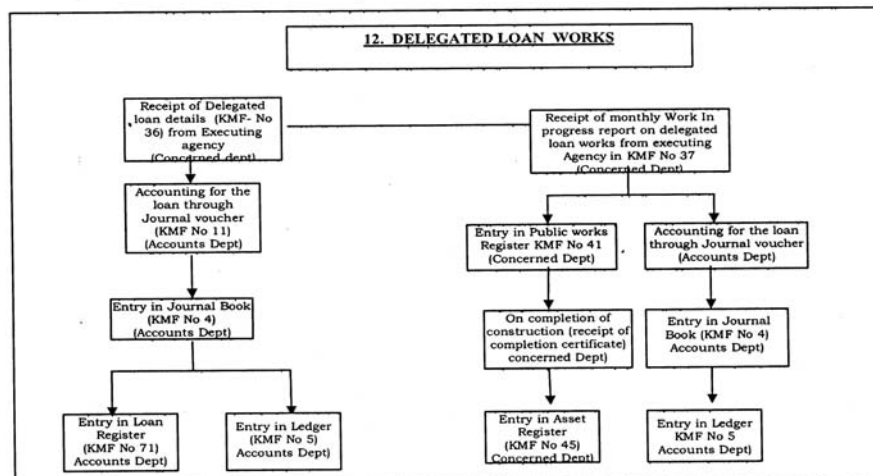 12. DELEGATED LOAN WORKS
Receipt of Delegated
loan details (KMF- No
36) from Executing
agency
(Concerned dept)
Receipt of monthly Work In
progress report on delegated
loan works from executing
Agency in KMF No 37
(Concerned Dept)
Accounting for the
loan through
Journal voucher
(KMF No 11)
(Accounts Dept)
Entry in Public works
Register KMF No 41
(Concerned Dept)
Accounting for the loan
through Journal voucher)
(Accounts Dept)
Entry in Journal Book
(KMF No 4)
(Accounts Dept)
On completion of
construction (receipt of
completion certificate)
concerned Dept)
Entry in Journal
Book (KMF No 4)
Accounts Dept)
Entry in Loan
Register
(KMF No 71)
Accounts Dept)
Entry in Ledger
(KMF No 5)
Accounts Dept)
Entry in Asset
Register
(KMF No 45)
Concerned Dept)
Entry in Ledger
KMF No 5
Accounts Dept)